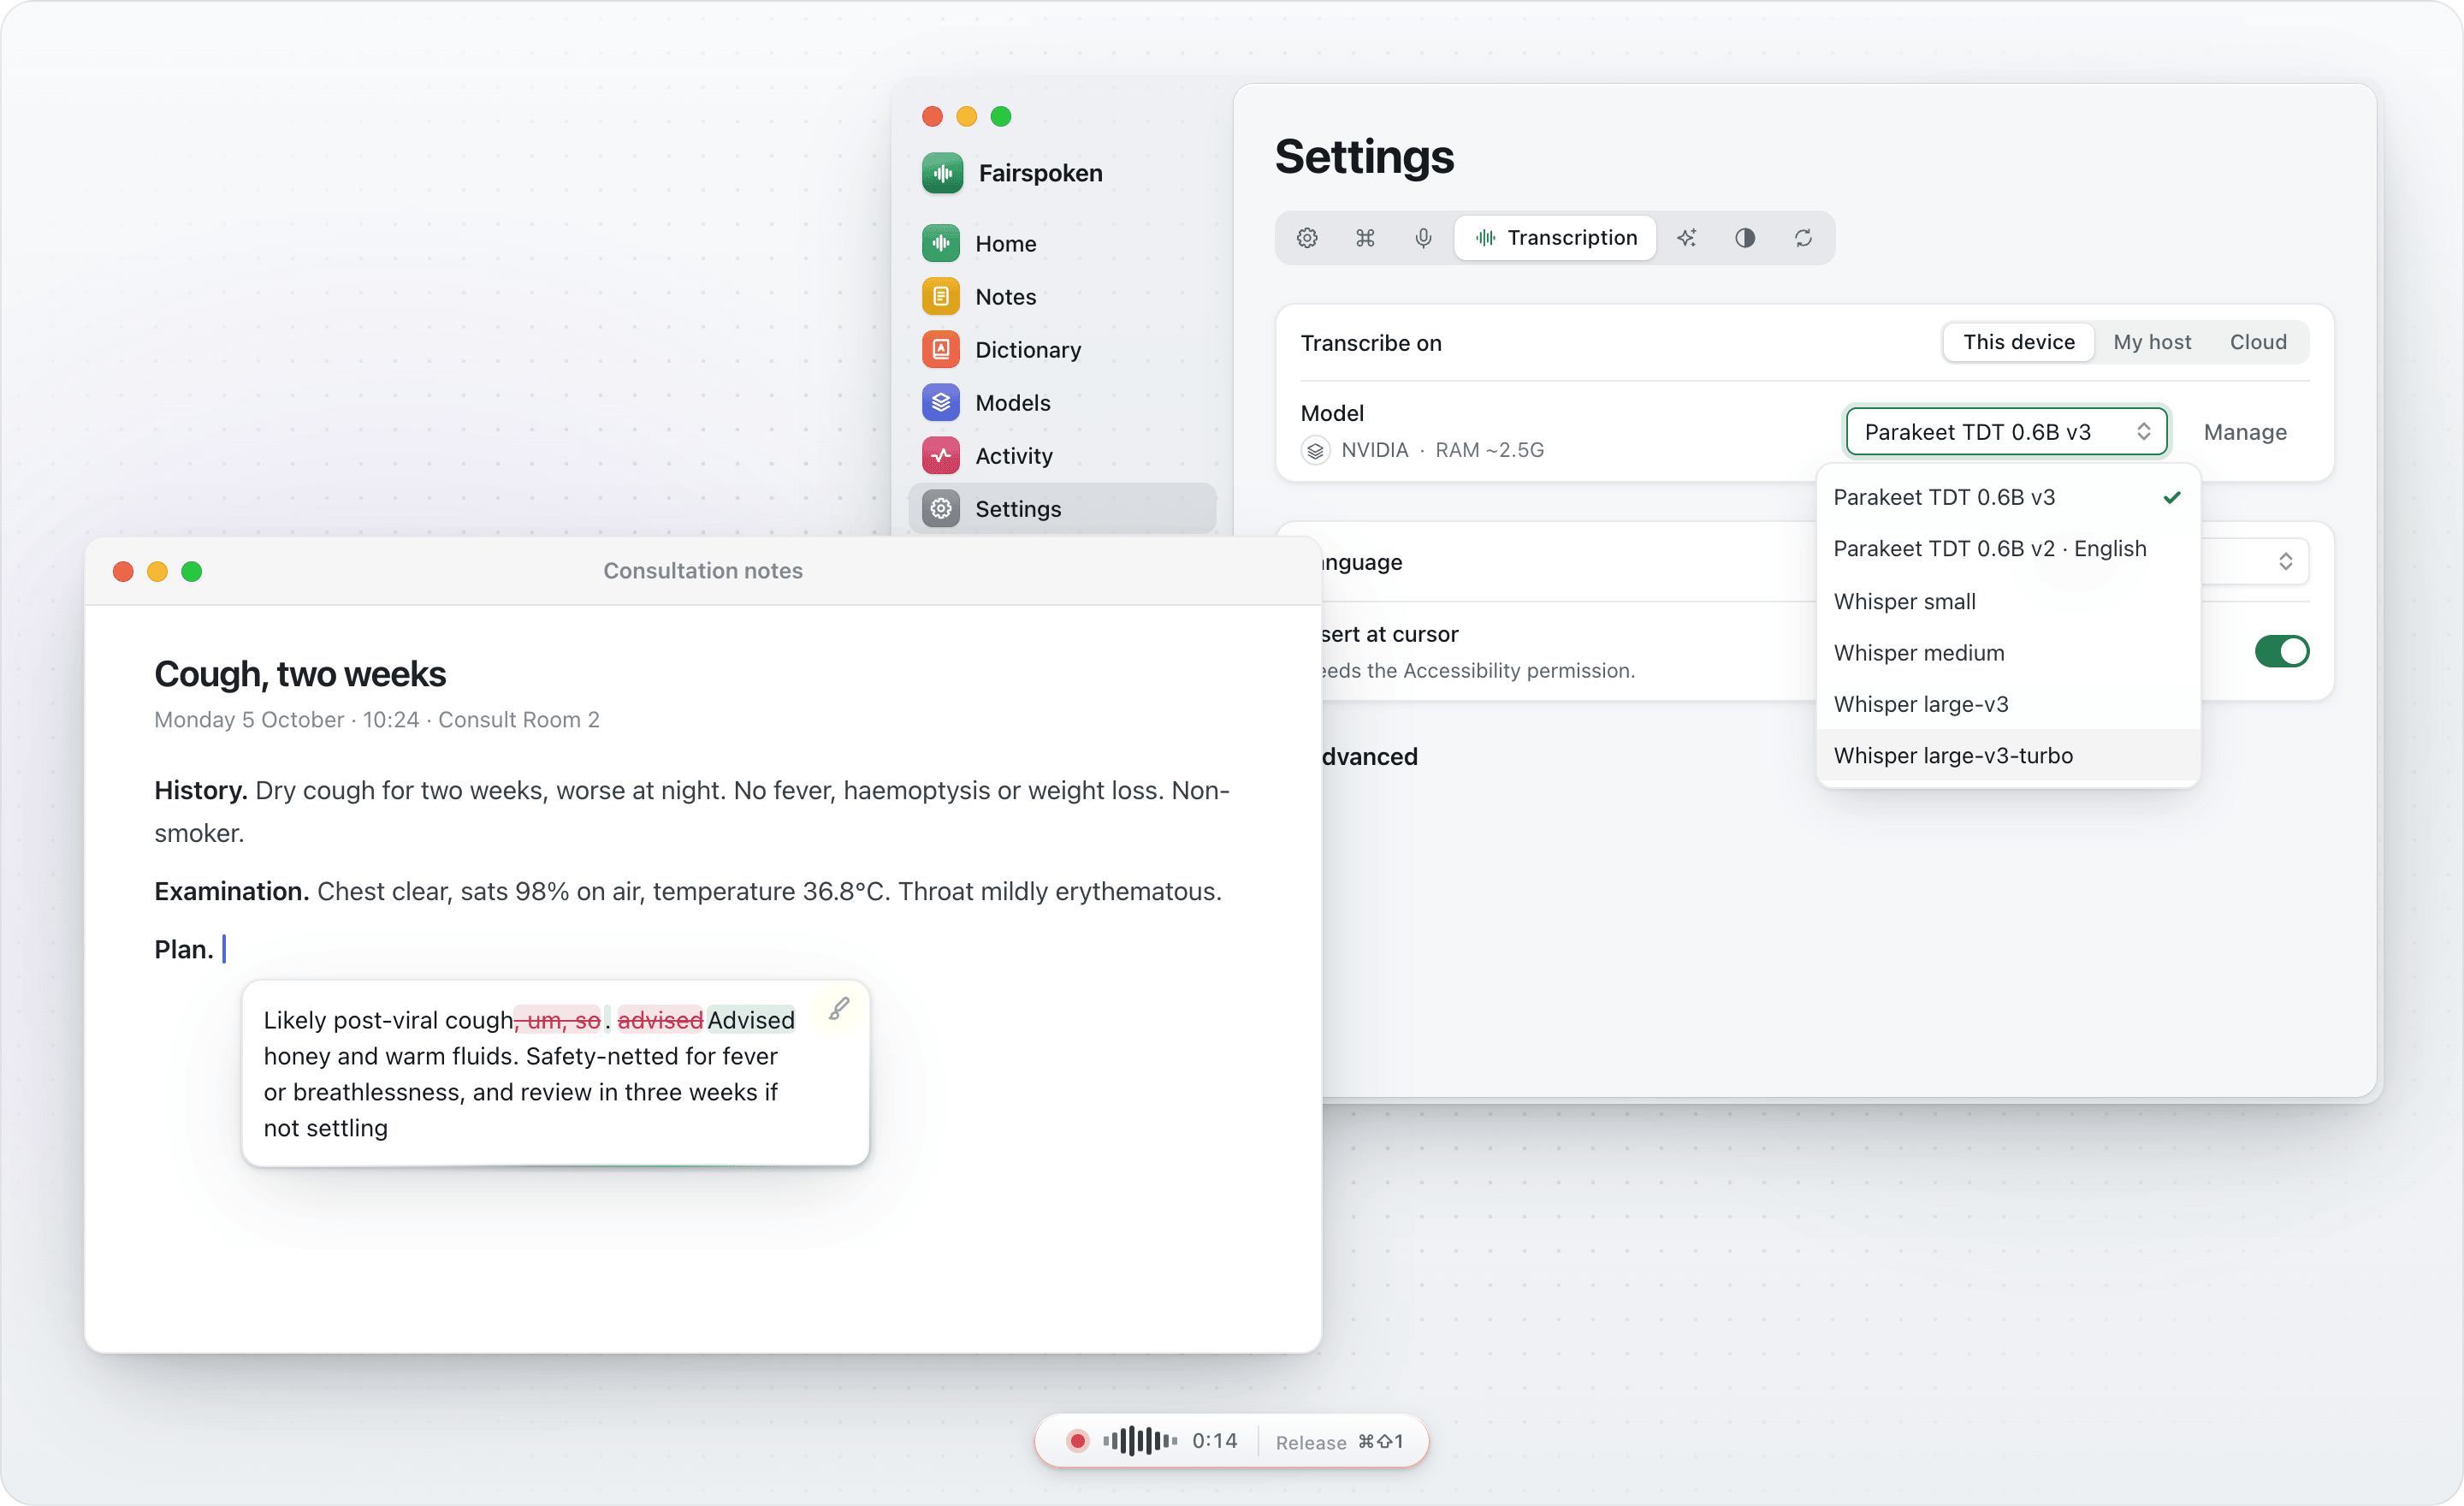 Fairspoken
Home
Notes
Dictionary
Models
Activity
Settings
Settings
Transcription
Transcribe on
This device
My host
Cloud
Model
NVIDIA · RAM ~2.5G
Parakeet TDT 0.6B v3
Manage
Parakeet TDT 0.6B v3
Parakeet TDT 0.6B v2 · English
Whisper small
Whisper medium
Whisper large-v3
Whisper large-v3-turbo
nguage
sert at cursor
eeds the Accessibility permission.
dvanced
Consultation notes
Cough, two weeks
Monday 5 October · 10:24 · Consult Room 2
History. Dry cough for two weeks, worse at night. No fever, haemoptysis or weight loss. Non-
smoker.
Examination. Chest clear, sats 98% on air, temperature 36.8°C. Throat mildly erythematous.
Plan.
Likely post-viral cough, um, so. advised Advised
honey and warm fluids. Safety-netted for fever
or breathlessness, and review in three weeks if
not settling
0:14
Release ⌘⇧1